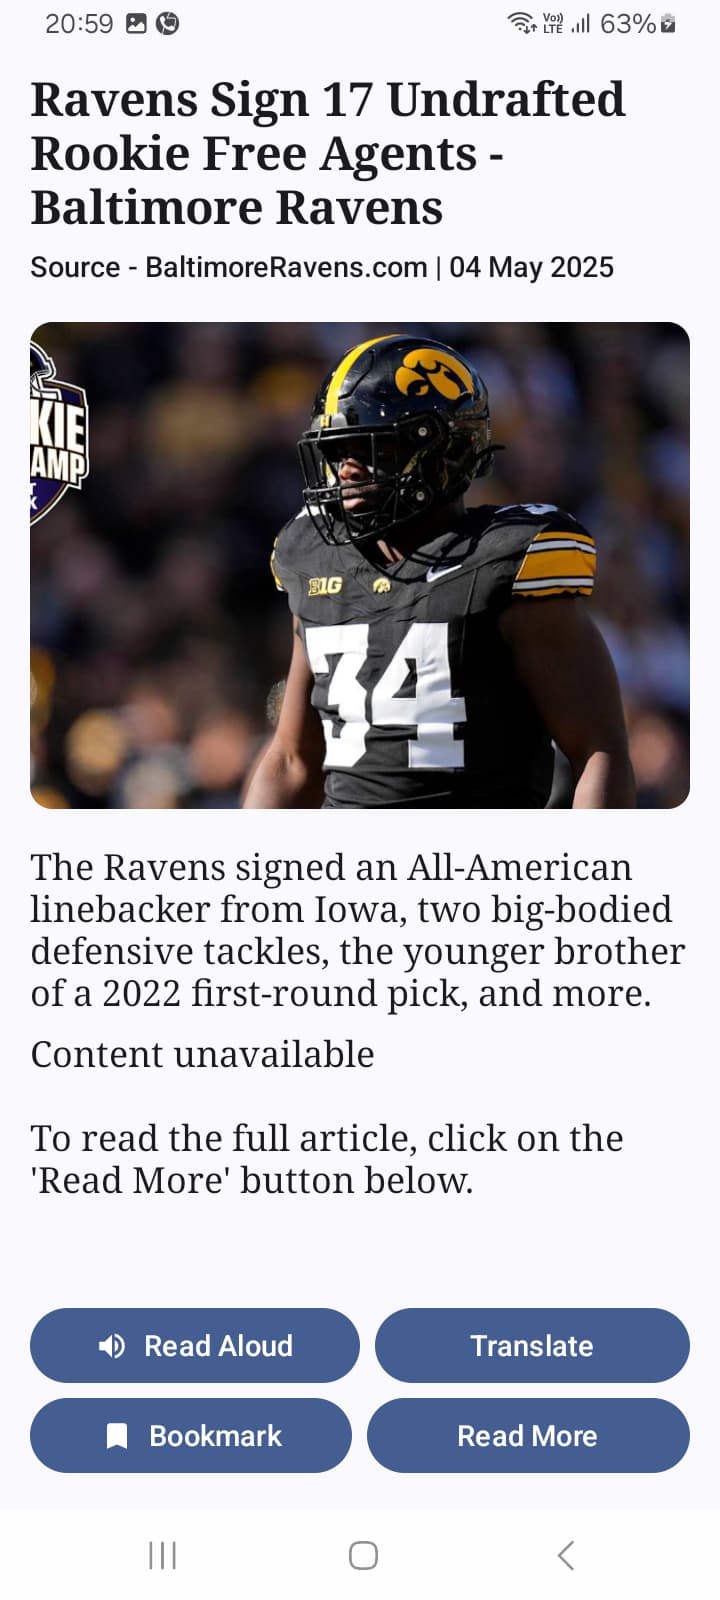 20:59
Vo))
LTE
63%
Ravens Sign 17 Undrafted
Rookie Free Agents -
Baltimore Ravens
Source - BaltimoreRavens.com | 04 May 2025
KIE
AMP
B1G
34
The Ravens signed an All-American
linebacker from Iowa, two big-bodied
defensive tackles, the younger brother
of a 2022 first-round pick, and more.
Content unavailable
To read the full article, click on the
'Read More' button below.
Read Aloud
Translate
Bookmark
Read More